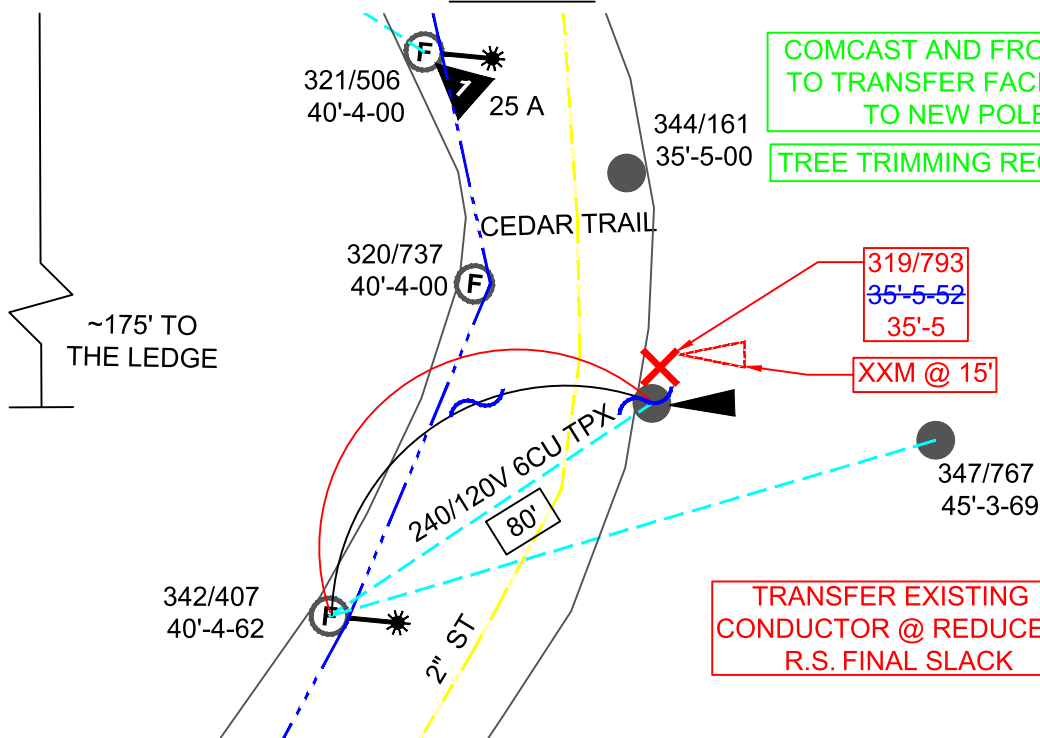 F
321/506
40'-4-00
1
25 A
COMCAST AND FRO
TO TRANSFER FACI
TO NEW POLE
344/161
35'-5-00
TREE TRIMMING REQ
CEDAR TRAIL
320/737
40'-4-00
F
319/793
35'-5-52
35'-5
~175' TO
THE LEDGE
XXM @ 15'
240/120V 6CU TPX
80'
347/767
45'-3-69
342/407
40'-4-62
F
2" ST
TRANSFER EXISTING
CONDUCTOR @ REDUCE
R.S. FINAL SLACK